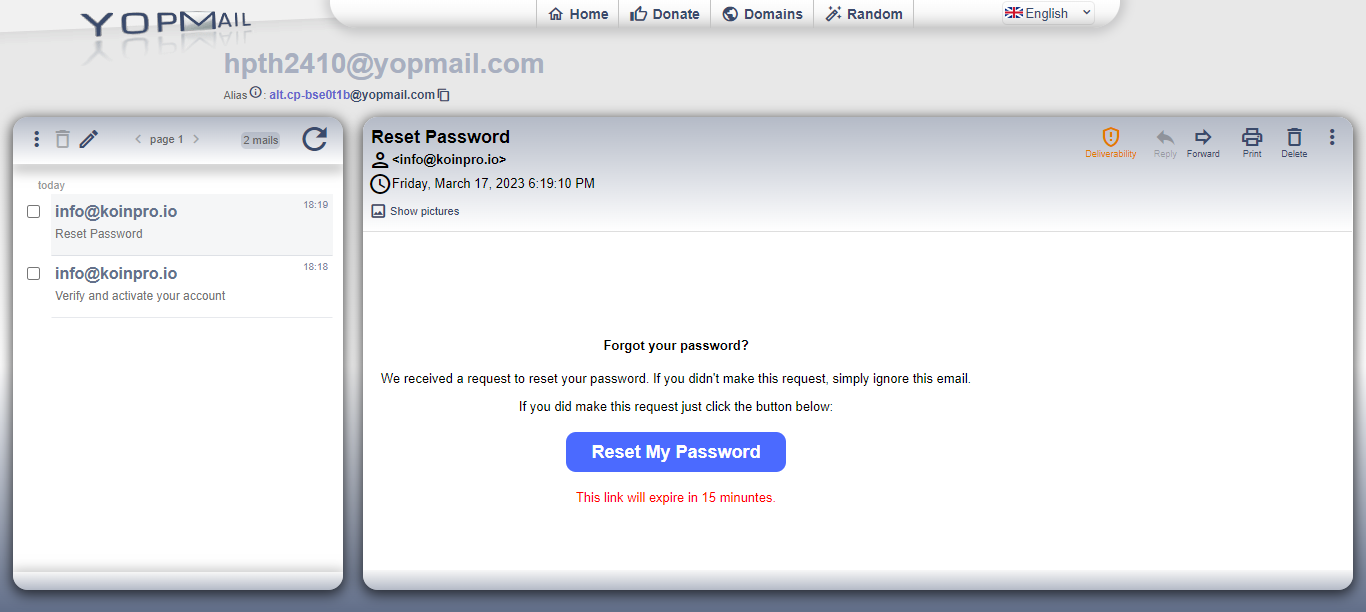 YOPMAIL
Home
Donate
Domains
Random
English
hpth2410@yopmail.com
Alias : alt.cp-bse0t1b@yopmail.com
page 1
2 mails
today
info@koinpro.io
18:19
Reset Password
info@koinpro.io
18:18
Verify and activate your account
Reset Password
<info@koinpro.io>
Friday, March 17, 2023 6:19:10 PM
Show pictures
Deliverability
Reply
Forward
Print
Delete
Forgot your password?
We received a request to reset your password. If you didn't make this request, simply ignore this email.
If you did make this request just click the button below:
Reset My Password
This link will expire in 15 minuntes.